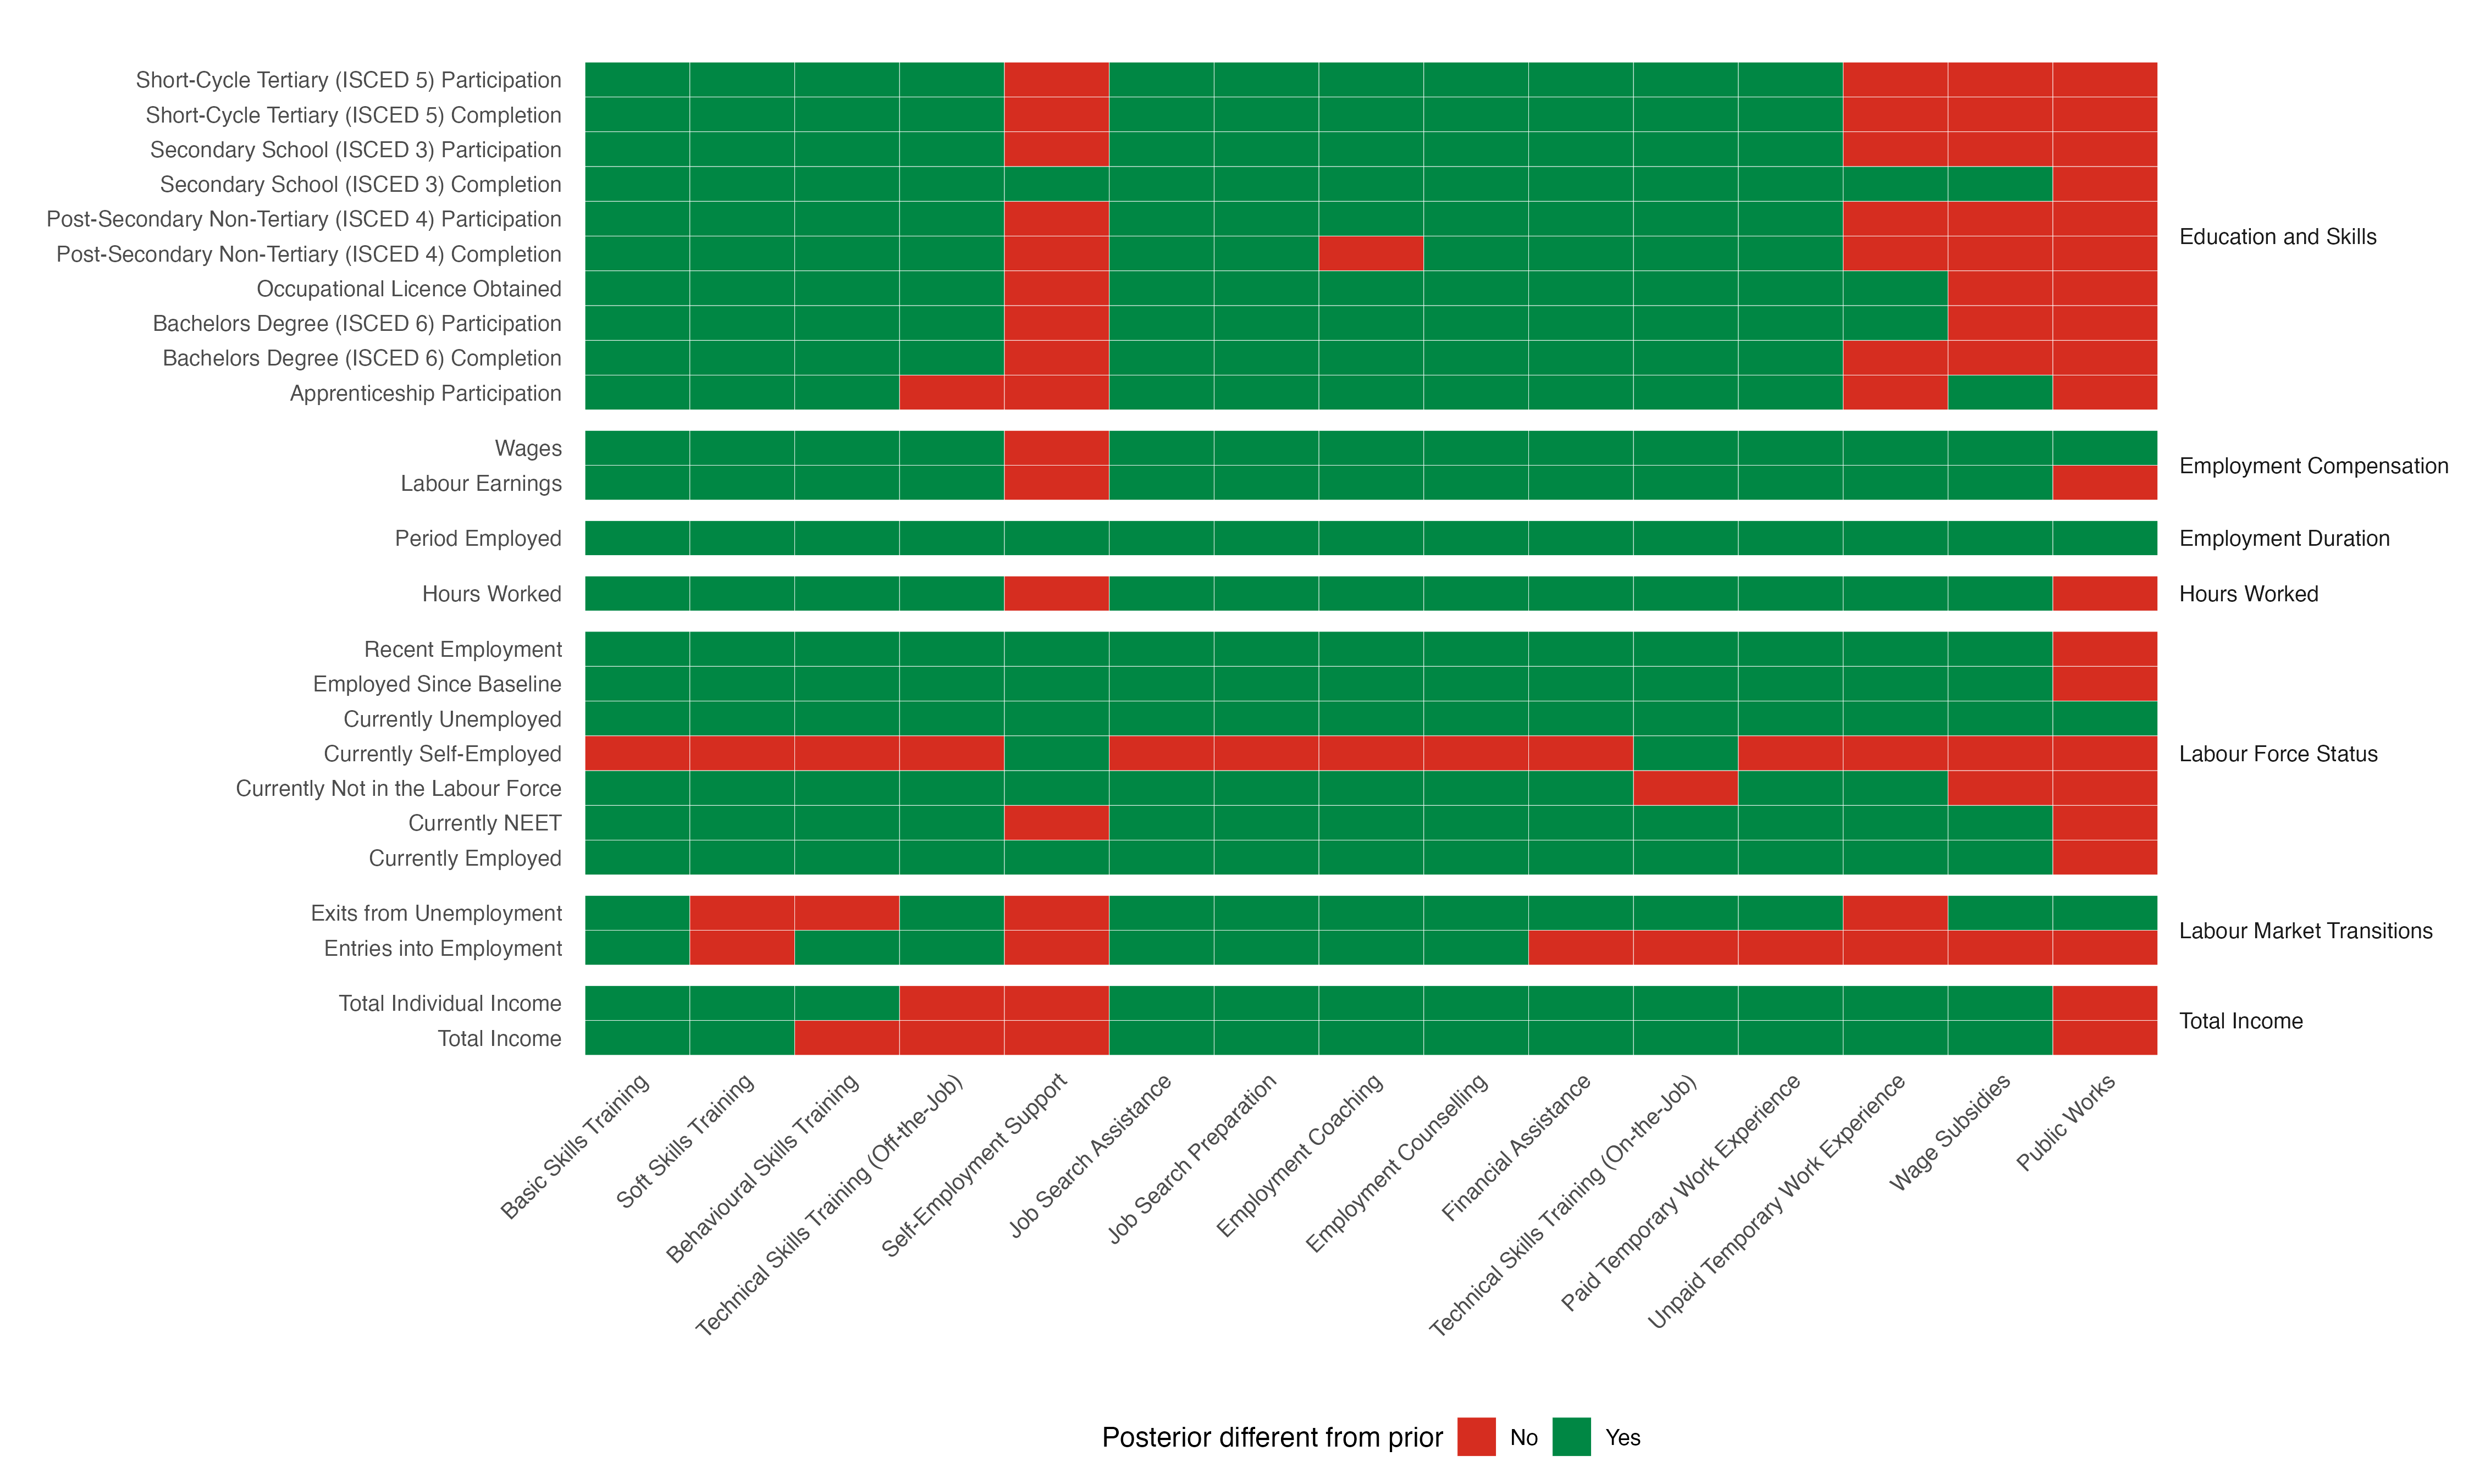 Short-Cycle Tertiary (ISCED 5) Participation
Short-Cycle Tertiary (ISCED 5) Completion
Secondary School (ISCED 3) Participation
Secondary School (ISCED 3) Completion
Post-Secondary Non-Tertiary (ISCED 4) Participation
Post-Secondary Non-Tertiary (ISCED 4) Completion
Occupational Licence Obtained
Bachelors Degree (ISCED 6) Participation
Bachelors Degree (ISCED 6) Completion
Apprenticeship Participation
Education and Skills
Wages
Labour Earnings
Employment Compensation
Period Employed
Employment Duration
Hours Worked
Hours Worked
Recent Employment
Employed Since Baseline
Currently Unemployed
Currently Self-Employed
Currently Not in the Labour Force
Currently NEET
Currently Employed
Labour Force Status
Exits from Unemployment
Entries into Employment
Labour Market Transitions
Total Individual Income
Total Income
Total Income
Basic Skills Training
Soft Skills Training
Behavioural Skills Training
Technical Skills Training (Off-the-Job)
Self-Employment Support
Job Search Assistance
Job Search Preparation
Employment Coaching
Employment Counselling
Financial Assistance
Technical Skills Training (On-the-Job)
Paid Temporary Work Experience
Unpaid Temporary Work Experience
Wage Subsidies
Public Works
Posterior different from prior No Yes